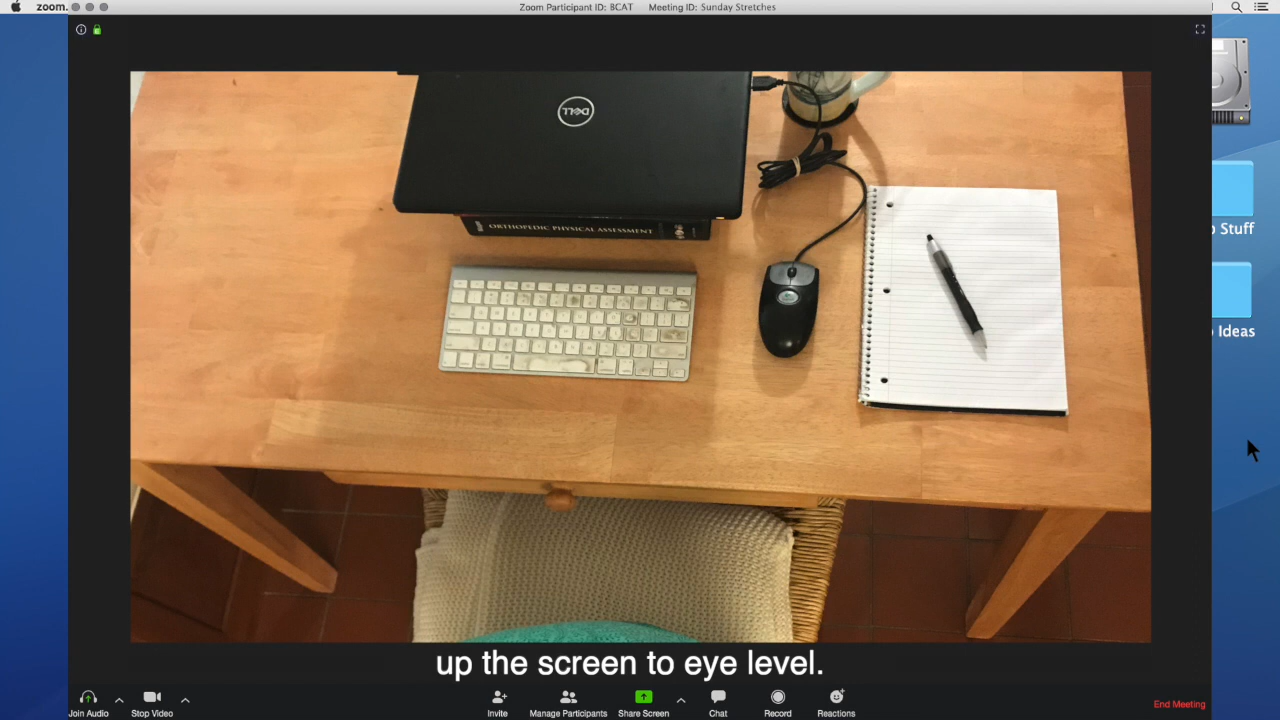 zoom.
Zoom Participant ID: BCAT Meeting ID: Sunday Stretches
DELL
ORTHOPEDIC PHYSICAL ASSESSMENT
Stuff
Ideas
up the screen to eye level.
Join Audio
Stop Video
Invite
Manage Participants
Share Screen
Chat
Record
Reactions
End Meeting